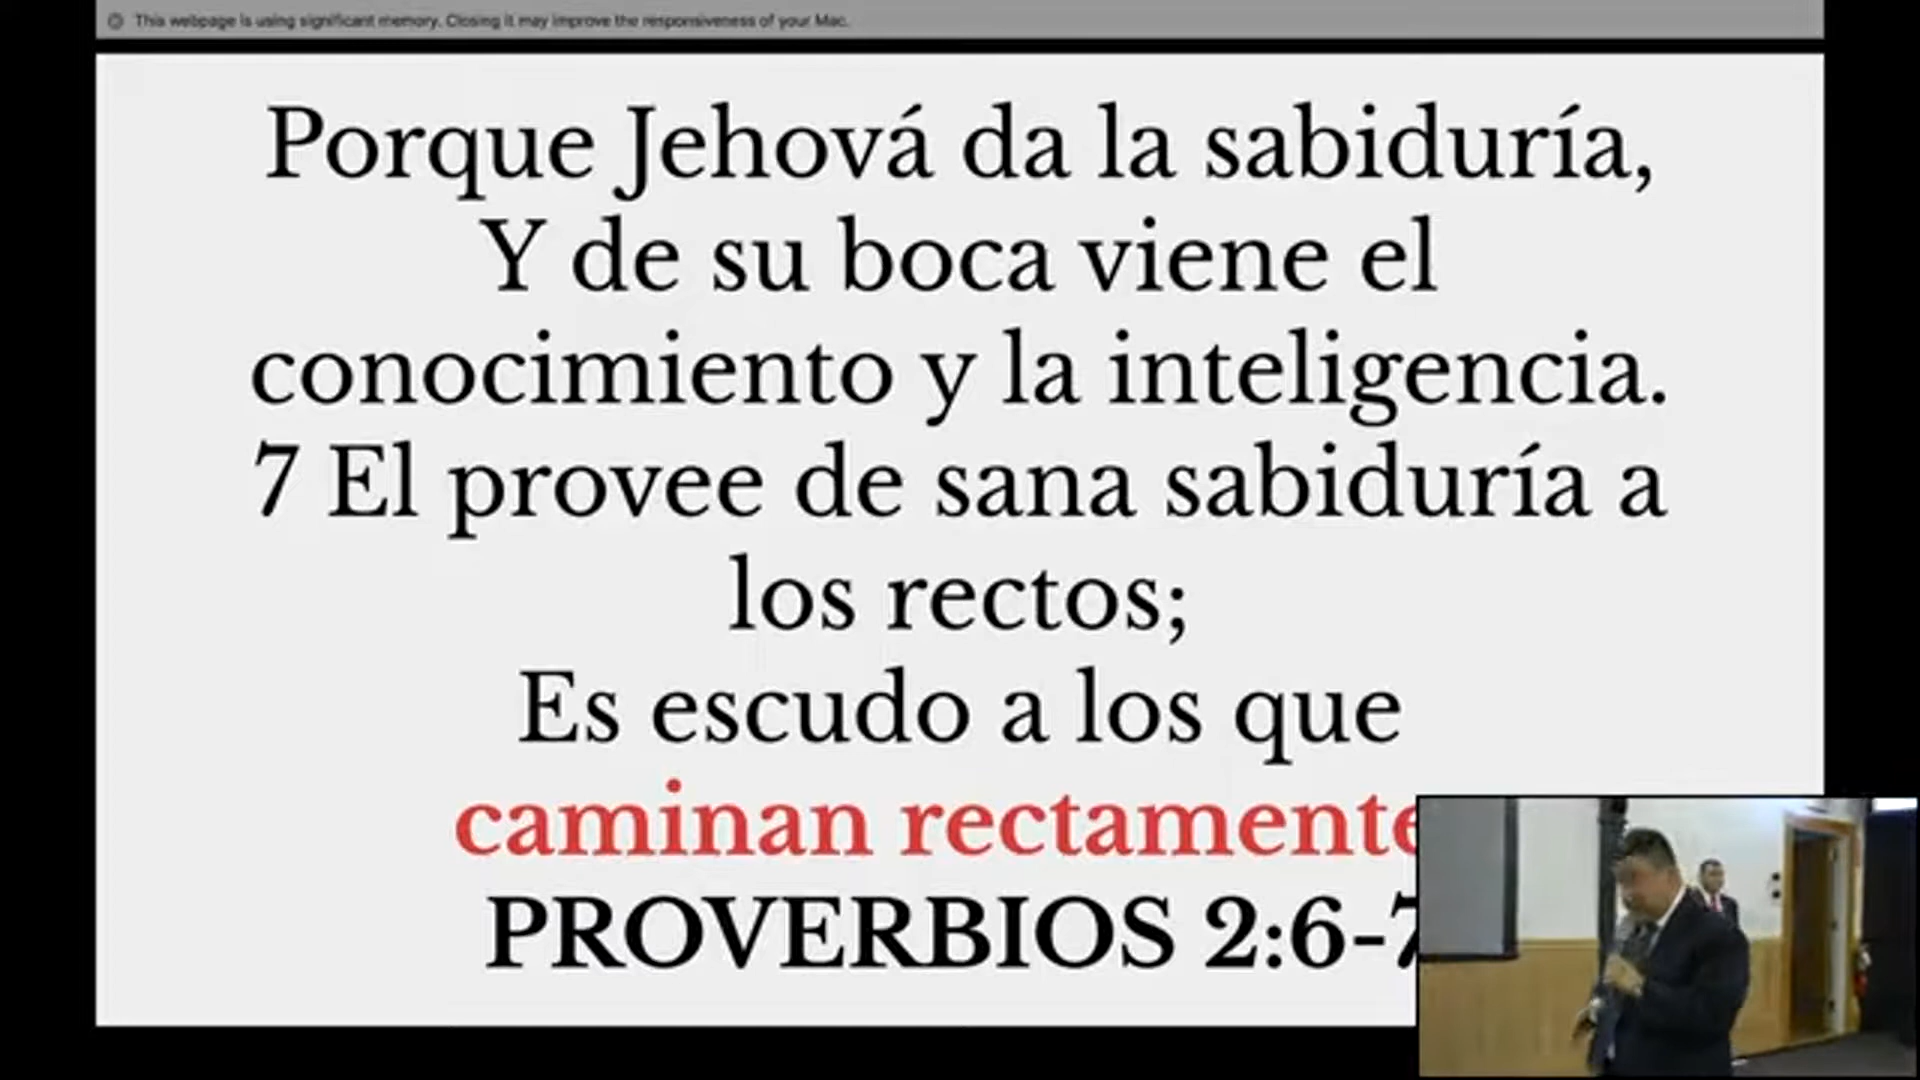 This webpage is using significant memory. Closing it may improve the responsiveness of your Mac.
Porque Jehová da la sabiduría,
Y de su boca viene el
conocimiento y la inteligencia.
7 El provee de sana sabiduría a
los rectos;
Es escudo a los que
caminan rectamente
PROVERBIOS 2:6-7